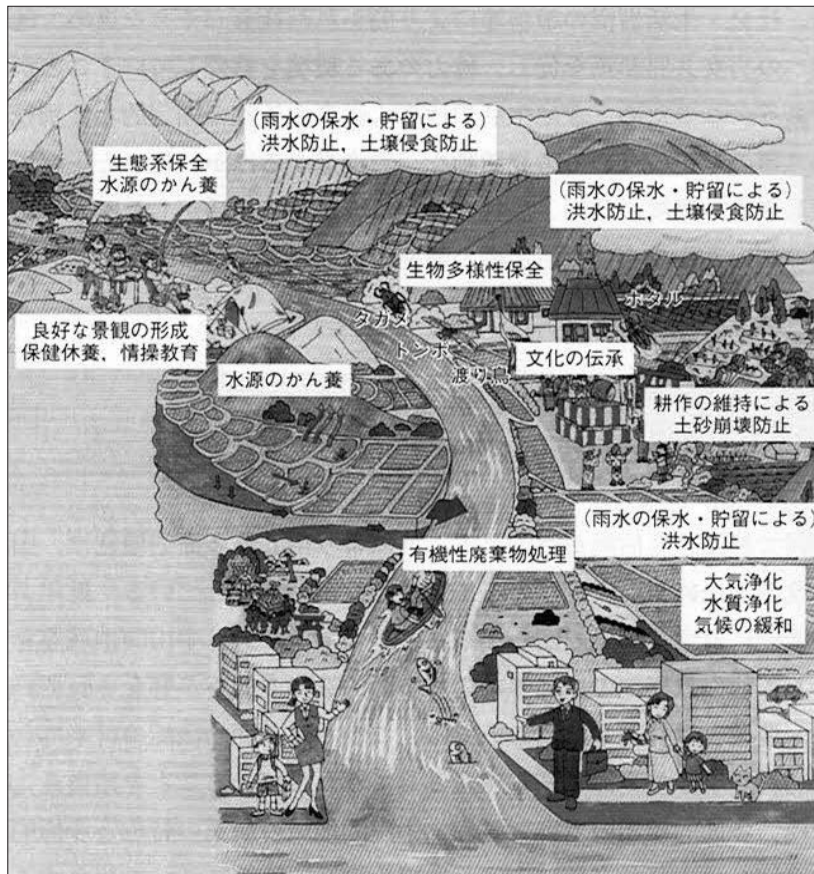 (雨水の保水・貯留による)
洪水防止，土壌侵食防止
生態系保全
水源のかん養
(雨水の保水・貯留による)
洪水防止，土壌侵食防止
生物多様性保全
ホタル
タガメ
良好な景観の形成
保健休養、情操教育
トンボ
文化の伝承
渡り鳥
水源のかん養
耕作の維持による
土砂崩壊防止
(雨水の保水・貯留による)
洪水防止
有機性廃棄物処理
大気浄化
水質浄化
気候の緩和